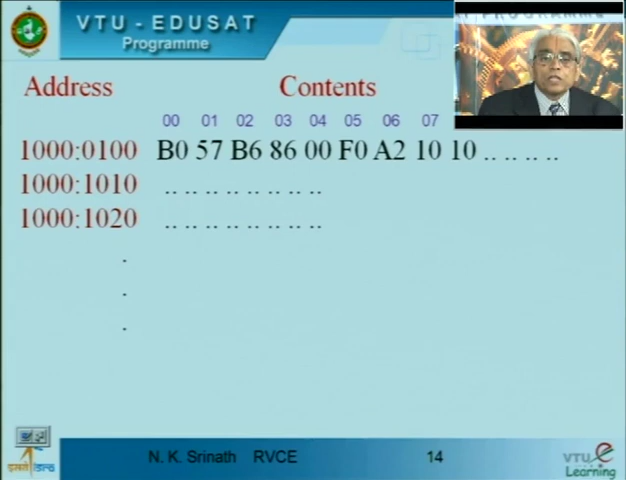 VTU - EDUSAT
Programme
PROGRAMME
Address Contents
00 01 02 03 04 05 06 07
1000:0100 B0 57 B6 86 00 F0 A2 10 10 .. .. .. ..
1000:1010 .. .. .. .. .. .. .. ..
1000:1020 .. .. .. .. .. .. .. ..
.
.
.
N. K. Srinath RVCE 14
VTU e
Learning